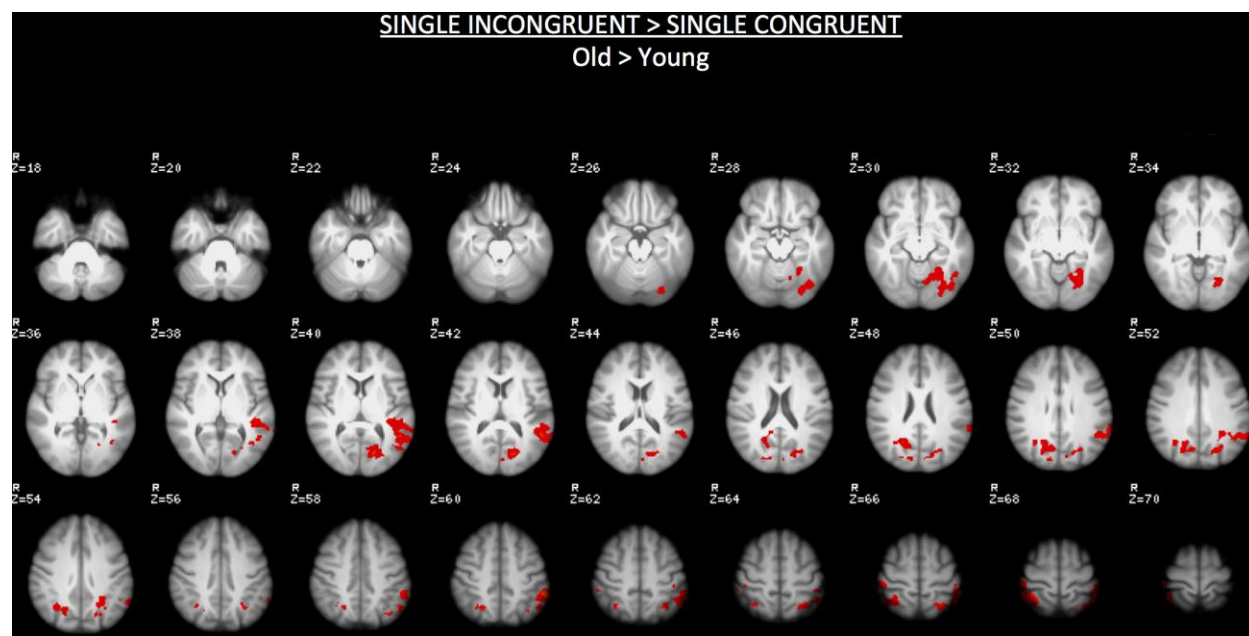 SINGLE INCONGRUENT > SINGLE CONGRUENT
Old > Young
R R R R R R R R R
Z=18 Z=20 Z=22 Z=24 Z=26 Z=28 Z=30 Z=32 Z=34
R R R R R R R R R
Z=36 Z=38 Z=40 Z=42 Z=44 Z=46 Z=48 Z=50 Z=52
R R R R R R R R R
Z=54 Z=56 Z=58 Z=60 Z=62 Z=64 Z=66 Z=68 Z=70